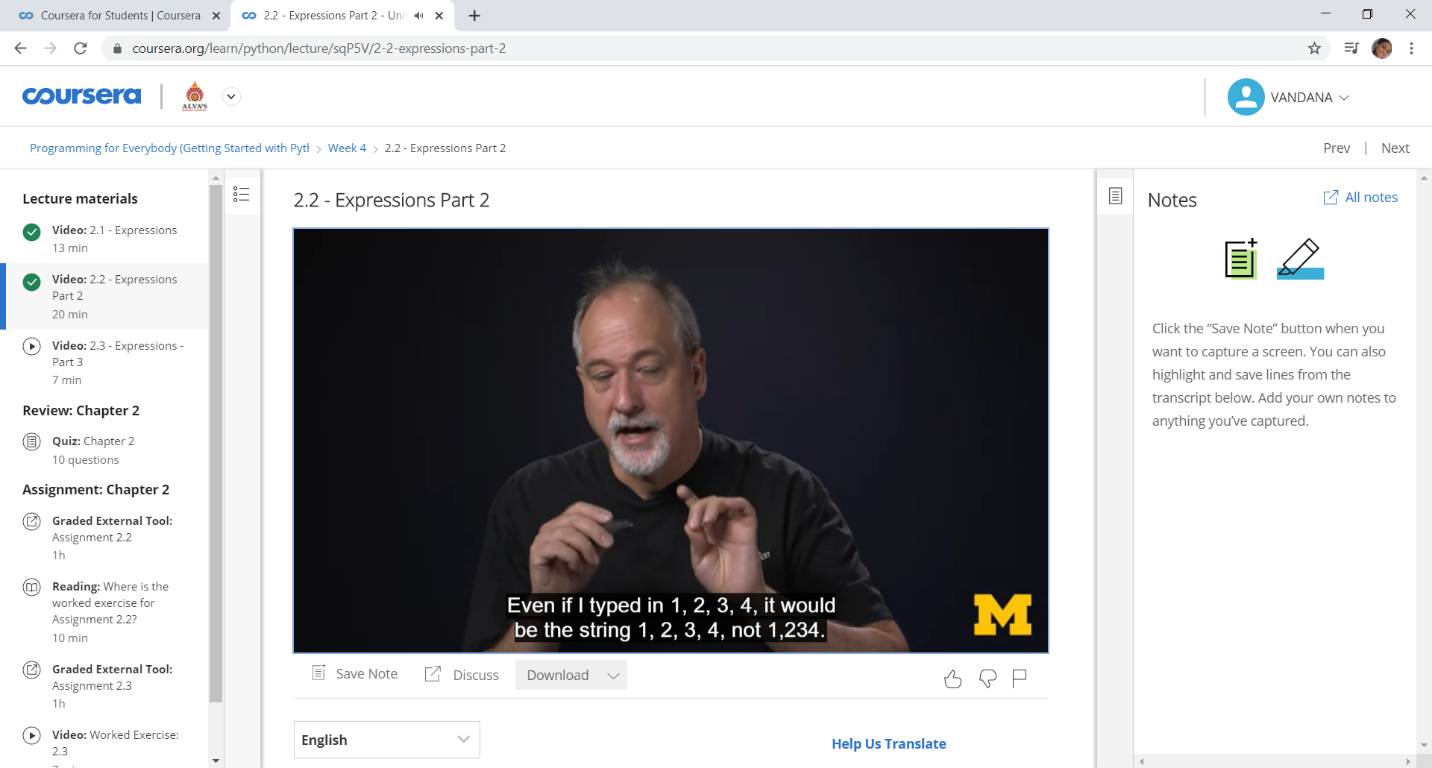 Coursera for Students | Coursera
2.2 - Expressions Part 2 - Uni
coursera.org/learn/python/lecture/sqP5V/2-2-expressions-part-2
coursera
ALVA'S
VANDANA
Programming for Everybody (Getting Started with Pyth
Week 4
2.2 - Expressions Part 2
Prev | Next
Lecture materials
Video: 2.1 - Expressions
13 min
Video: 2.2 - Expressions
Part 2
20 min
Video: 2.3 - Expressions -
Part 3
7 min
Review: Chapter 2
Quiz: Chapter 2
10 questions
Assignment: Chapter 2
Graded External Tool:
Assignment 2.2
1h
Reading: Where is the
worked exercise for
Assignment 2.2?
10 min
Graded External Tool:
Assignment 2.3
1h
Video: Worked Exercise:
2.3
2.2 - Expressions Part 2
Even if I typed in 1, 2, 3, 4, it would
be the string 1, 2, 3, 4, not 1,234.
M
Save Note
Discuss
Download
English
Help Us Translate
Notes
All notes
Click the “Save Note” button when you
want to capture a screen. You can also
highlight and save lines from the
transcript below. Add your own notes to
anything you’ve captured.